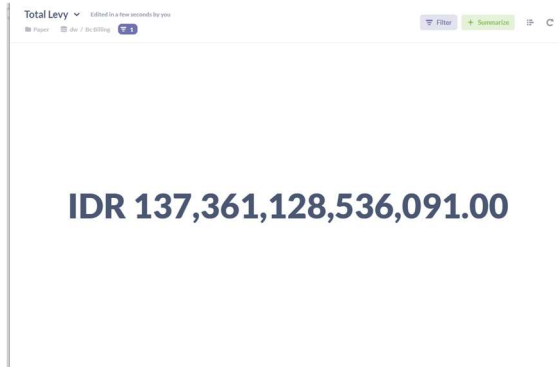 Total Levy Edited in a few seconds by you
Paper dw / Bs Billing 1
Filter + Summarize
IDR 137,361,128,536,091.00